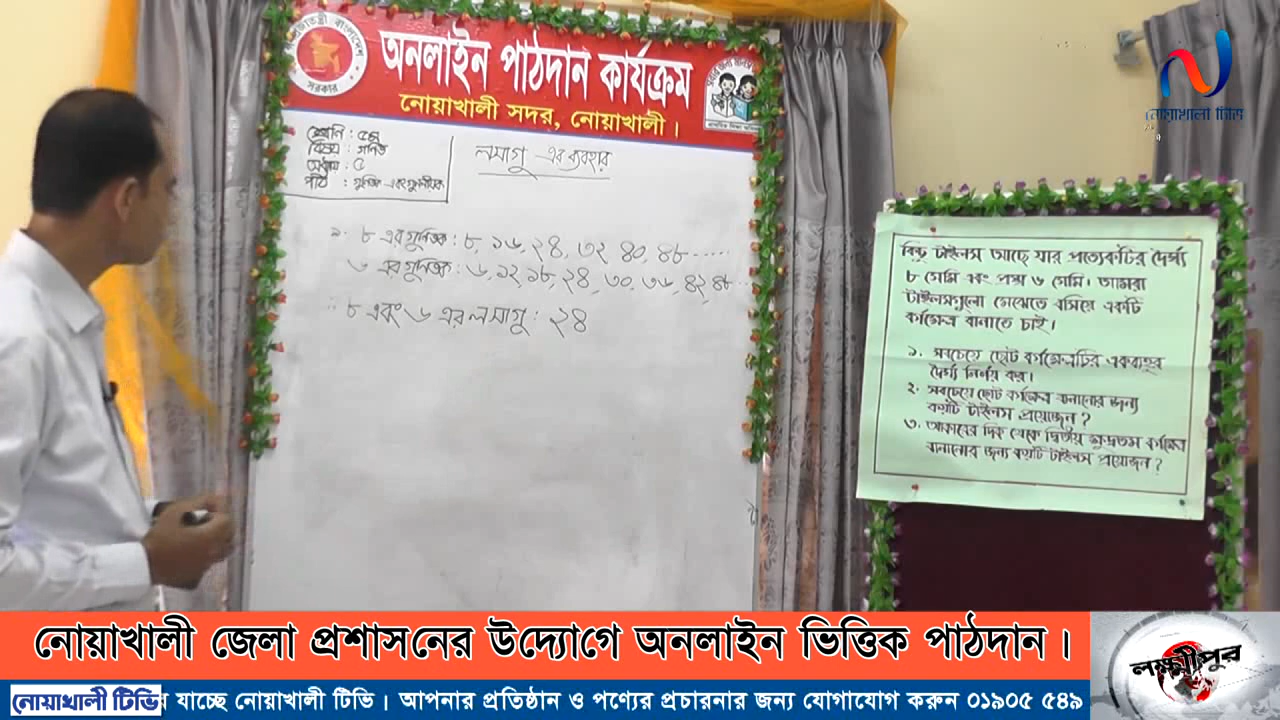 অনলাইন পাঠদান কার্যক্রম
নোয়াখালী সদর, নোয়াখালী।
শ্রেণি : ৫ম
বিষয় : গণিত
অধ্যায় : ৫
পাঠ : গুণিতক এবং গুণনীয়ক
লসাগু এর ব্যবহার
১. ৮ এর গুণিতক : ৮, ১৬, ২৪, ৩২ ৪০, ৪৮ ......
৬ এর গুণিতক : ৬, ১২ ১৮, ২৪, ৩০, ৩৬, ৪২ ৪৮ ...
∴ ৮ এবং ৬ এর লসাগু : ২৪
কিছু টাইলস আছে যার প্রত্যেকটির দৈর্ঘ্য
৮ সেমি এবং প্রস্থ ৬ সেমি। আমরা
টাইলসগুলো মেঝেতে বসিয়ে একটি
বর্গক্ষেত্র বানাতে চাই।
১. সবচেয়ে ছোট বর্গক্ষেত্রটির একবাহুর
দৈর্ঘ্য নির্ণয় কর।
২. সবচেয়ে ছোট বর্গক্ষেত্র বানানোর জন্য
কয়টি টাইলস প্রয়োজন?
৩. আকারের দিক থেকে দ্বিতীয় ক্ষুদ্রতম বর্গক্ষেত্র
বানানোর জন্য কয়টি টাইলস প্রয়োজন?
নোয়াখালী টিভি
নোয়াখালী জেলা প্রশাসনের উদ্যোগে অনলাইন ভিত্তিক পাঠদান।
লক্ষ্মীপুর
নোয়াখালী টিভি
যাচ্ছে নোয়াখালী টিভি। আপনার প্রতিষ্ঠান ও পণ্যের প্রচারনার জন্য যোগাযোগ করুন ০১৯০৫ ৫৪৯